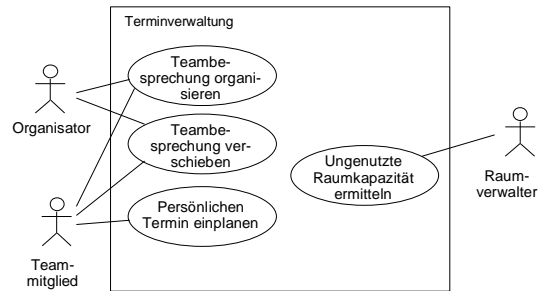 Terminverwaltung
Teambe-
sprechung organi-
sieren
Organisator
Teambe-
sprechung ver-
schieben
Ungenutzte
Raumkapazität
ermitteln
Raum-
verwalter
Persönlichen
Termin einplanen
Team-
mitglied